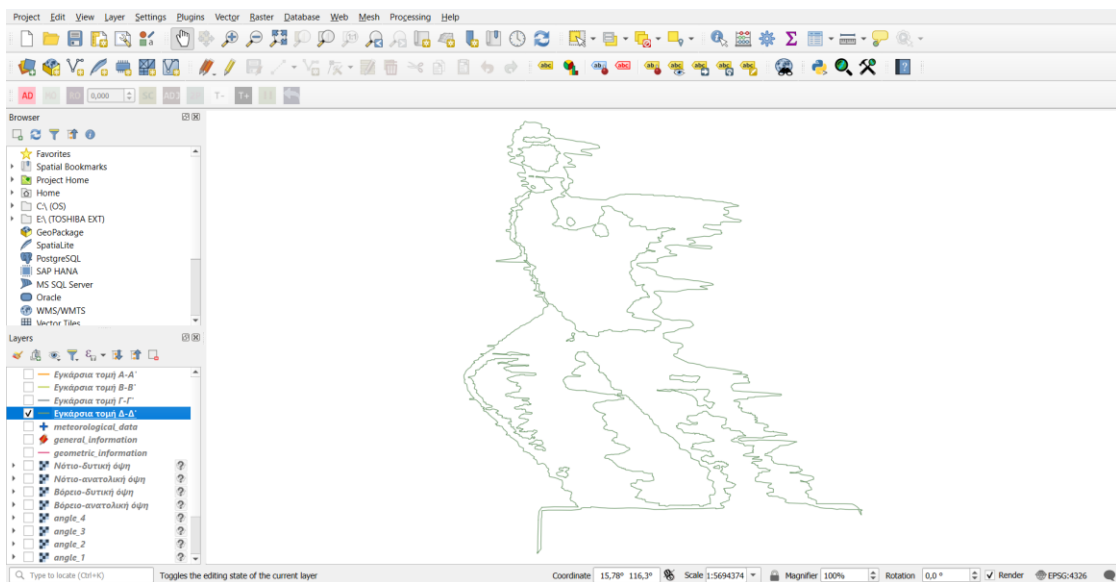 Project Edit View Layer Settings Plugins Vector Raster Database Web Mesh Processing Help
AD 0,000 T- T+
Browser
Favorites
Spatial Bookmarks
Project Home
Home
C:\ (OS)
E:\ (TOSHIBA EXT)
GeoPackage
SpatiaLite
PostgreSQL
SAP HANA
MS SQL Server
Oracle
WMS/WMTS
Vector Tiles
Layers
Εγκάρσια τομή Α-Α'
Εγκάρσια τομή Β-Β'
Εγκάρσια τομή Γ-Γ'
Εγκάρσια τομή Δ-Δ'
meteorological_data
general_information
geometric_information
Νότιο-δυτική όψη ?
Νότιο-ανατολική όψη ?
Βόρειο-δυτική όψη ?
Βόρειο-ανατολική όψη ?
angle_4 ?
angle_3 ?
angle_2 ?
angle_1 ?
Type to locate (Ctrl+K) Toggles the editing state of the current layer Coordinate 15,78° 116,3° Scale 1:5694374 Magnifier 100% Rotation 0,0 ° Render EPSG:4326